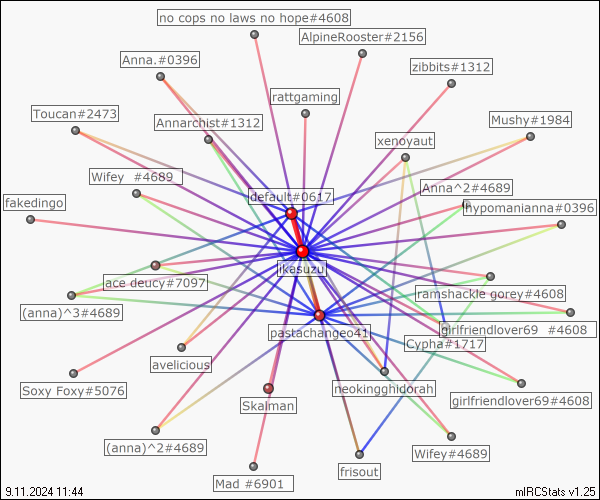 no cops no laws no hope#4608
AlpineRooster#2156
Anna.#0396
zibbits#1312
rattgaming
Toucan#2473
Annarchist#1312
Mushy#1984
xenoyaut
Wifey  #4689
Anna^2#4689
default#0617
fakedingo
hypomanianna#0396
ikasuzu
ace deucy#7097
ramshackle gorey#4608
(anna)^3#4689
girlfriendlover69  #4608
pastachangeo41
Cypha#1717
avelicious
neokingghidorah
Soxy Foxy#5076
girlfriendlover69#4608
Skalman
(anna)^2#4689
Wifey#4689
frisout
Mad #6901
9.11.2024 11:44
mIRCStats v1.25